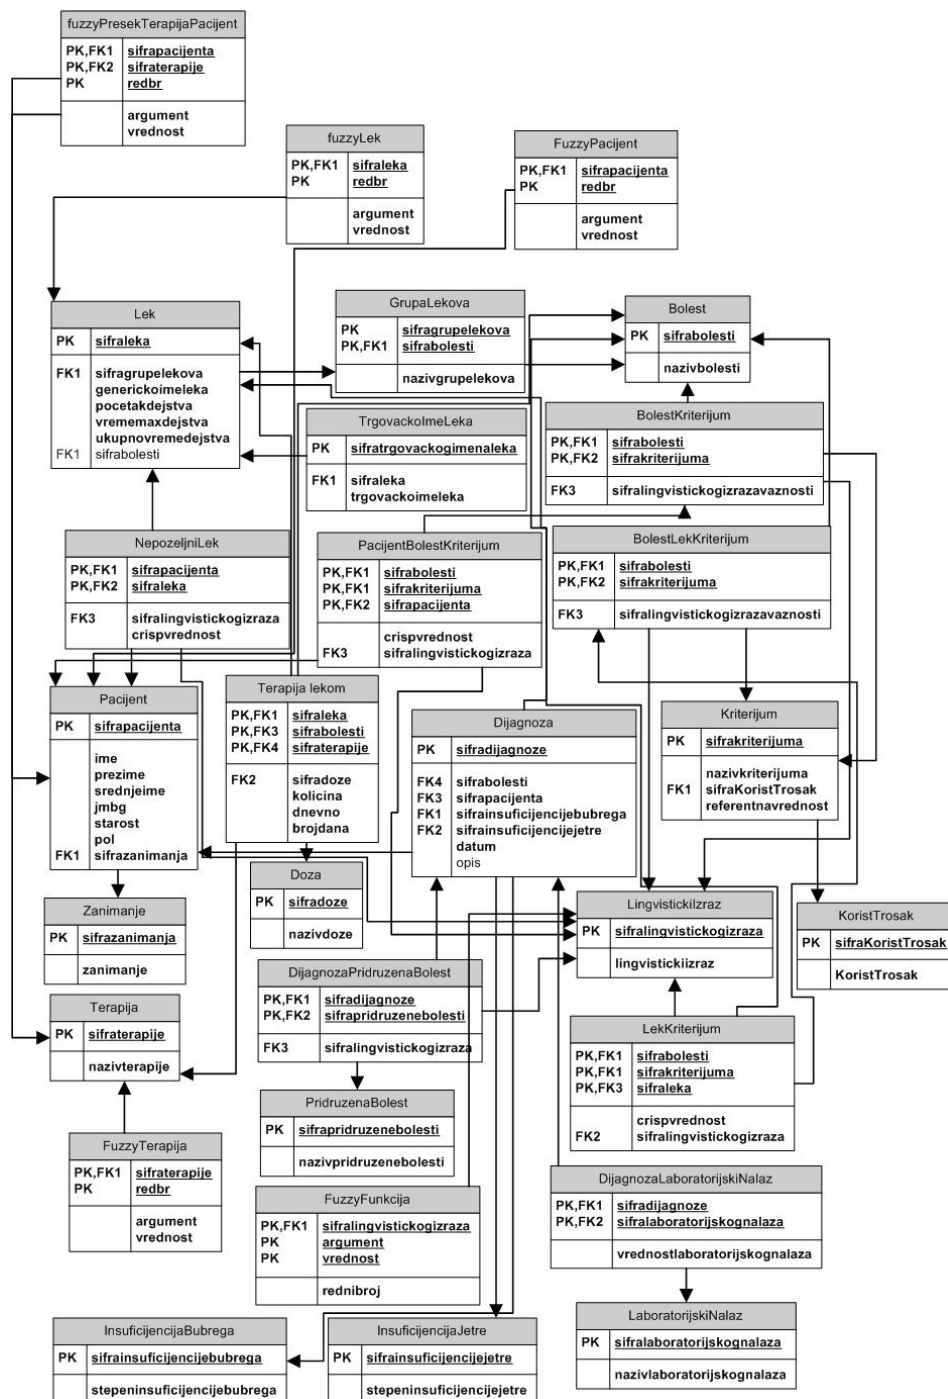 fuzzyPresekTerapijaPacijent
PK,FK1 sifrapacijenta
PK,FK2 sifraterapije
PK redbr
argument
vrednost
fuzzyLek
PK,FK1 sifraleka
PK redbr
argument
vrednost
FuzzyPacijent
PK,FK1 sifrapacijenta
PK redbr
argument
vrednost
Lek
PK sifraleka
FK1 sifragrupelekova
generickoimeleka
pocetakdejstva
vrememaxdejstva
ukupnovremedejstva
FK1 sifrabolesti
GrupaLekova
PK sifragrupelekova
PK,FK1 sifrabolesti
nazivgrupelekova
Bolest
PK sifrabolesti
nazivbolesti
TrgovackoImeLeka
PK sifratrgovackogimenaleka
FK1 sifraleka
trgovackoimeleka
BolestKriterijum
PK,FK1 sifrabolesti
PK,FK2 sifrakriterijuma
FK3 sifralingvistickogizrazavaznosti
NepozeljniLek
PK,FK1 sifrapacijenta
PK,FK2 sifraleka
FK3 sifralingvistickogizraza
crispvrednost
PacijentBolestKriterijum
PK,FK1 sifrabolesti
PK,FK1 sifrakriterijuma
PK,FK2 sifrapacijenta
crispvrednost
FK3 sifralingvistickogizraza
BolestLekKriterijum
PK,FK1 sifrabolesti
PK,FK2 sifrakriterijuma
FK3 sifralingvistickogizrazavaznosti
Pacijent
PK sifrapacijenta
ime
prezime
srednjeime
jmbg
starost
pol
FK1 sifrazanimanja
Terapija lekom
PK,FK1 sifraleka
PK,FK3 sifrabolesti
PK,FK4 sifraterapije
FK2 sifradoze
kolicina
dnevno
brojdana
Dijagnoza
PK sifradijagnoze
FK4 sifrabolesti
FK3 sifrapacijenta
FK1 sifrainsuficijencijebubrega
FK2 sifrainsuficijencijejetre
datum
opis
Kriterijum
PK sifrakriterijuma
nazivkriterijuma
FK1 sifraKoristTrosak
referentnavrednost
Zanimanje
PK sifrazanimanja
zanimanje
Doza
PK sifradoze
nazivdoze
LingvistickiIzraz
PK sifralingvistickogizraza
lingvistickiizraz
KoristTrosak
PK sifraKoristTrosak
KoristTrosak
Terapija
PK sifraterapije
nazivterapije
DijagnozaPridruzenaBolest
PK,FK1 sifradijagnoze
PK,FK2 sifrapridruzenebolesti
FK3 sifralingvistickogizraza
LekKriterijum
PK,FK1 sifrabolesti
PK,FK1 sifrakriterijuma
PK,FK3 sifraleka
crispvrednost
FK2 sifralingvistickogizraza
PridruzenaBolest
PK sifrapridruzenebolesti
nazivpridruzenebolesti
FuzzyTerapija
PK,FK1 sifraterapije
PK redbr
argument
vrednost
FuzzyFunkcija
PK,FK1 sifralingvistickogizraza
PK argument
PK vrednost
rednibroj
DijagnozaLaboratorijskiNalaz
PK,FK1 sifradijagnoze
PK,FK2 sifralaboratorijskognalaza
vrednostlaboratorijskognalaza
InsuficijencijaBubrega
PK sifrainsuficijencijebubrega
stepeninsuficijencijebubrega
InsuficijencijaJetre
PK sifrainsuficijencijejetre
stepeninsuficijencijejetre
LaboratorijskiNalaz
PK sifralaboratorijskognalaza
nazivlaboratorijskognalaza